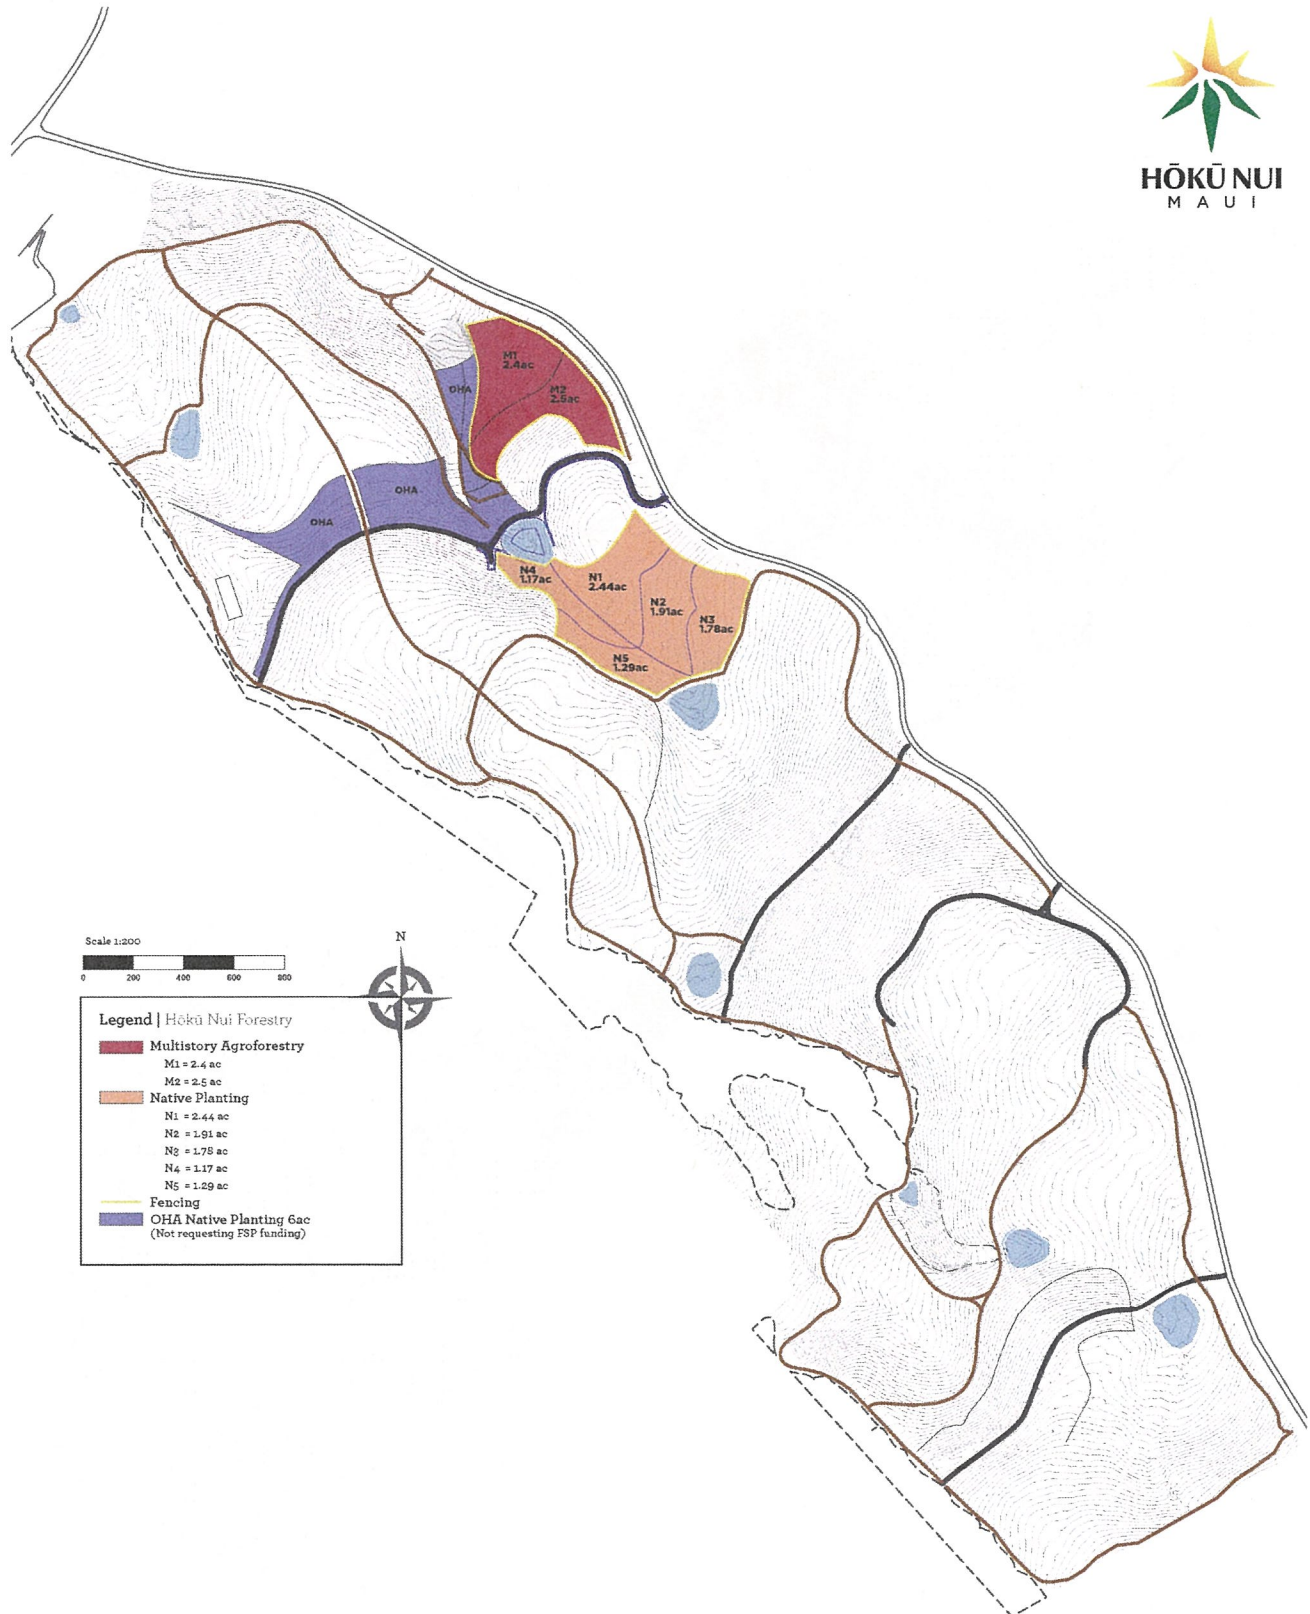 HŌKŪ NUI
MAUI
M1
2.4ac
M2
2.5ac
OHA
OHA
OHA
N4
1.17ac
N1
2.44ac
N2
1.91ac
N3
1.78ac
N5
1.29ac
Scale 1:200
0 200 400 600 800
N
Legend | Hōkū Nui Forestry
Multistory Agroforestry
M1 = 2.4 ac
M2 = 2.5 ac
Native Planting
N1 = 2.44 ac
N2 = 1.91 ac
N3 = 1.78 ac
N4 = 1.17 ac
N5 = 1.29 ac
Fencing
OHA Native Planting 6ac
(Not requesting FSP funding)